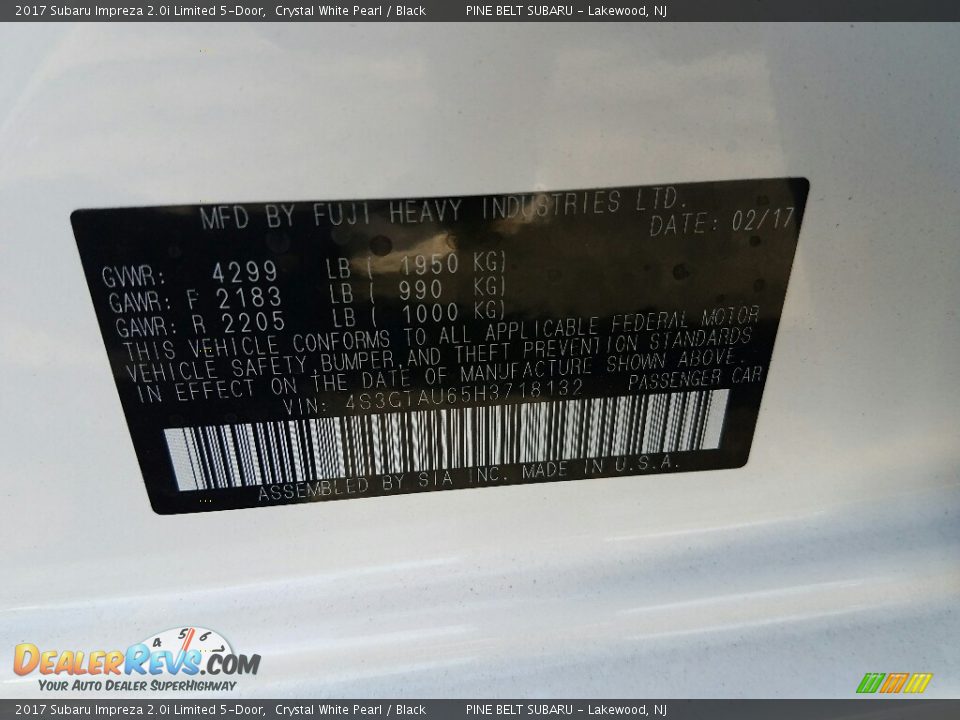 2017 Subaru Impreza 2.0i Limited 5-Door, Crystal White Pearl / Black PINE BELT SUBARU - Lakewood, NJ
MFD BY FUJI HEAVY INDUSTRIES LTD.
DATE: 02/17
GVWR: 4299 LB ( 1950 KG)
GAWR: F 2183 LB ( 990 KG)
GAWR: R 2205 LB ( 1000 KG)
THIS VEHICLE CONFORMS TO ALL APPLICABLE FEDERAL MOTOR
VEHICLE SAFETY,BUMPER,AND THEFT PREVENTION STANDARDS
IN EFFECT ON THE DATE OF MANUFACTURE SHOWN ABOVE.
VIN: 4S3GTAU65H3718132 PASSENGER CAR
ASSEMBLED BY SIA INC. MADE IN U.S.A.
4 5 6
DEALERREVS.COM
YOUR AUTO DEALER SUPERHIGHWAY
2017 Subaru Impreza 2.0i Limited 5-Door, Crystal White Pearl / Black PINE BELT SUBARU - Lakewood, NJ